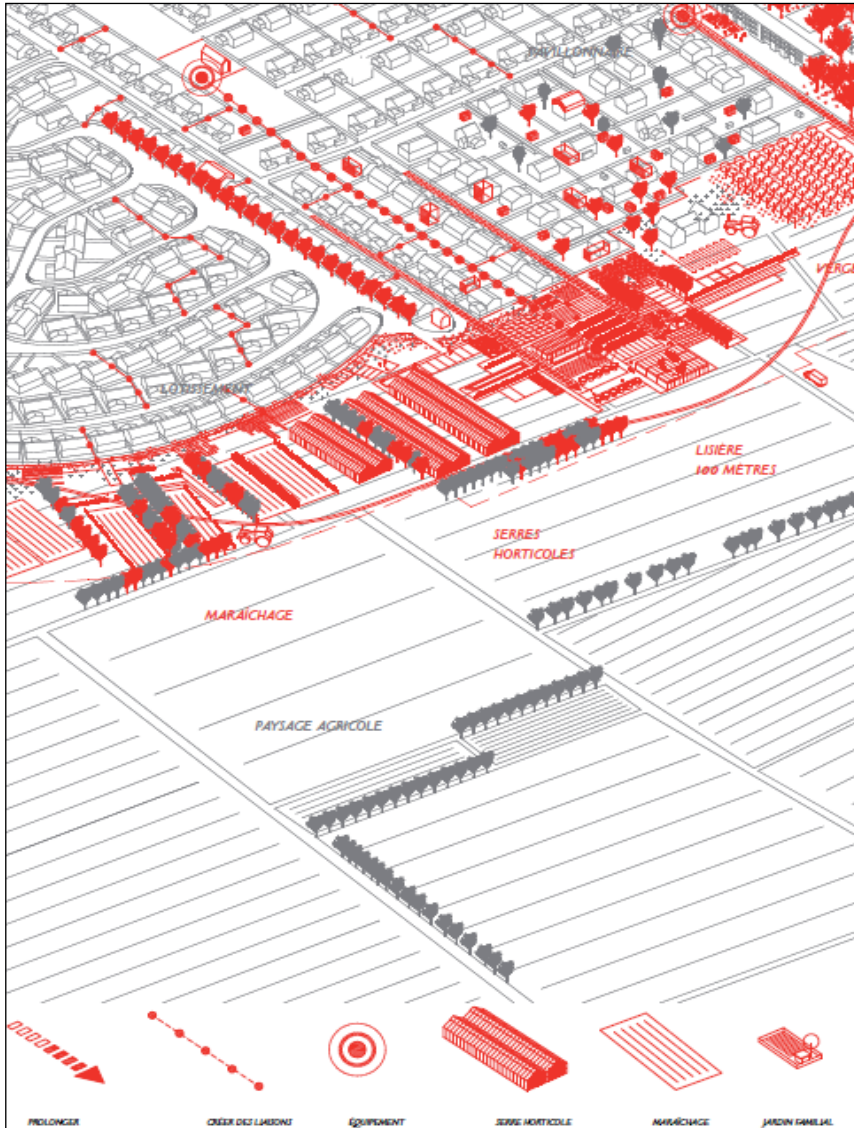 PAVILLONNAIRE
VERGE
LOTISSEMENT
LISIÈRE
100 MÈTRES
SERRES
HORTICOLES
MARAÎCHAGE
PAYSAGE AGRICOLE
PROLONGER
CRÉER DES LIAISONS
ÉQUIPEMENT
SERRE HORTICOLE
MARAÎCHAGE
JARDIN FAMILIAL